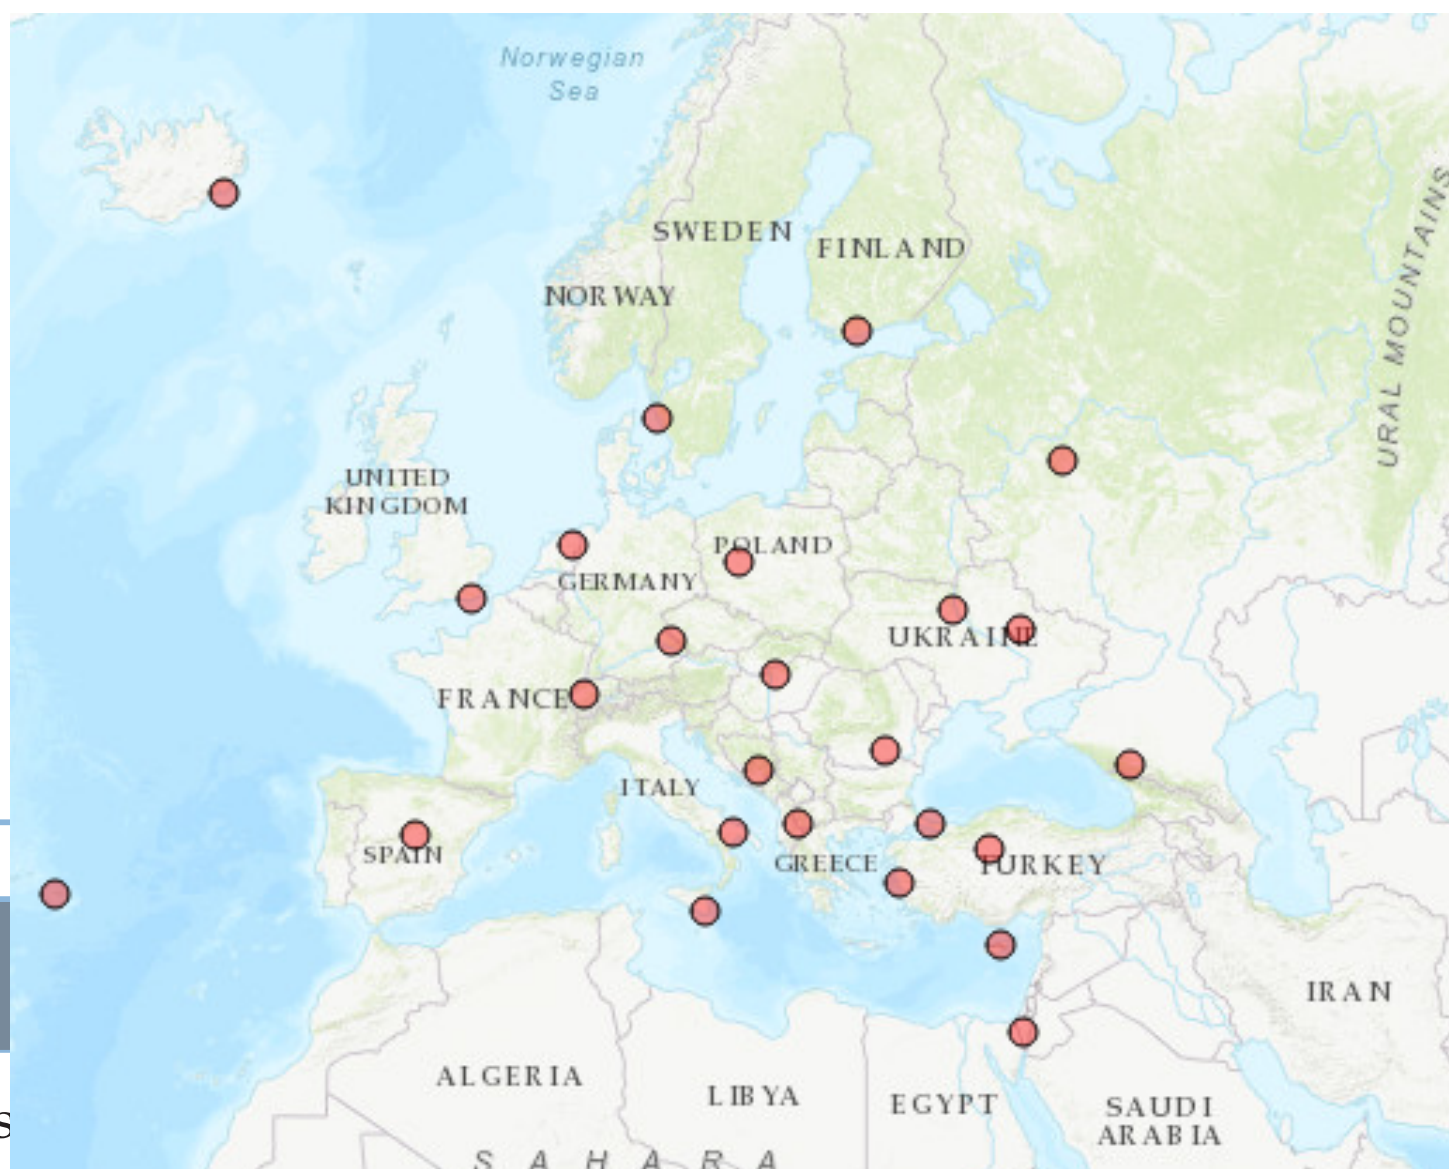 Norwegian
Sea
SWEDEN
FINLAND
NORWAY
URAL MOUNTAINS
UNITED
KINGDOM
POLAND
GERMANY
UKRAINE
FRANCE
ITALY
SPAIN
GREECE
TURKEY
IRAN
ALGERIA
LIBYA
EGYPT
SAUDI
ARABIA
SAHARA
s